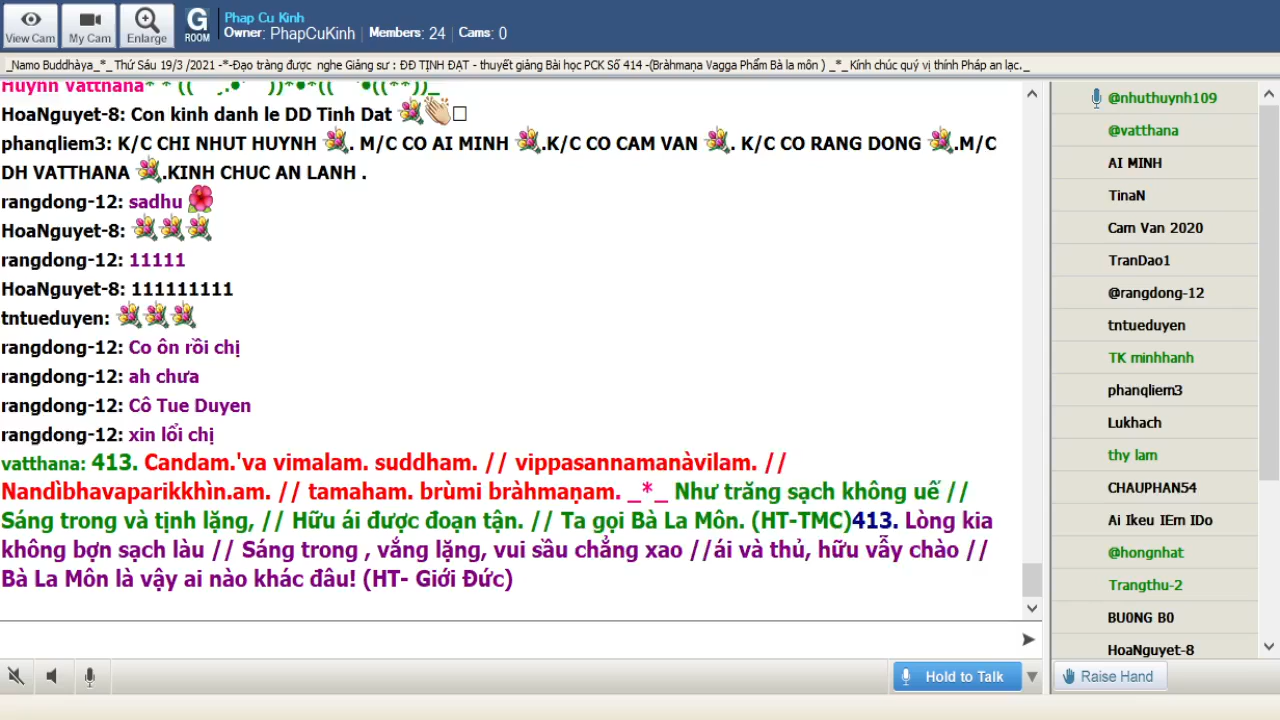 View Cam
My Cam
Enlarge
G
ROOM
Phap Cu Kinh
Owner: PhapCuKinh | Members: 24 | Cams: 0
_Namo Buddhàya_*_ Thứ Sáu 19/3 /2021 -*-Đạo tràng được nghe Giảng sư : ĐĐ TỊNH ĐẠT - thuyết giảng Bài học PCK Số 414 -(Bràhmaṇa Vagga Phẩm Bà la môn ) _*_Kính chúc quý vị thính Pháp an lạc._
HoaNguyet-8: Con kinh danh le DD Tinh Dat
phanqliem3: K/C CHI NHUT HUYNH . M/C CO AI MINH .K/C CO CAM VAN . K/C CO RANG DONG .M/C
DH VATTHANA .KINH CHUC AN LANH .
rangdong-12: sadhu
HoaNguyet-8:
rangdong-12: 11111
HoaNguyet-8: 111111111
tntueduyen:
rangdong-12: Co ôn rồi chị
rangdong-12: ah chưa
rangdong-12: Cô Tue Duyen
rangdong-12: xin lổi chị
vatthana: 413. Candam.'va vimalam. suddham. // vippasannamanàvilam. //
Nandìbhavaparikkhìn.am. // tamaham. brùmi bràhmaṇam. _*_ Như trăng sạch không uế //
Sáng trong và tịnh lặng, // Hữu ái được đoạn tận. // Ta gọi Bà La Môn. (HT-TMC)413. Lòng kia
không bợn sạch làu // Sáng trong , vắng lặng, vui sầu chẳng xao //ái và thủ, hữu vẫy chào //
Bà La Môn là vậy ai nào khác đâu! (HT- Giới Đức)
Hold to Talk
@nhuthuynh109
@vatthana
AI MINH
TinaN
Cam Van 2020
TranDao1
@rangdong-12
tntueduyen
TK minhhanh
phanqliem3
Lukhach
thy lam
CHAUPHAN54
Ai Ikeu IEm IDo
@hongnhat
Trangthu-2
BU0NG B0
HoaNguyet-8
Raise Hand